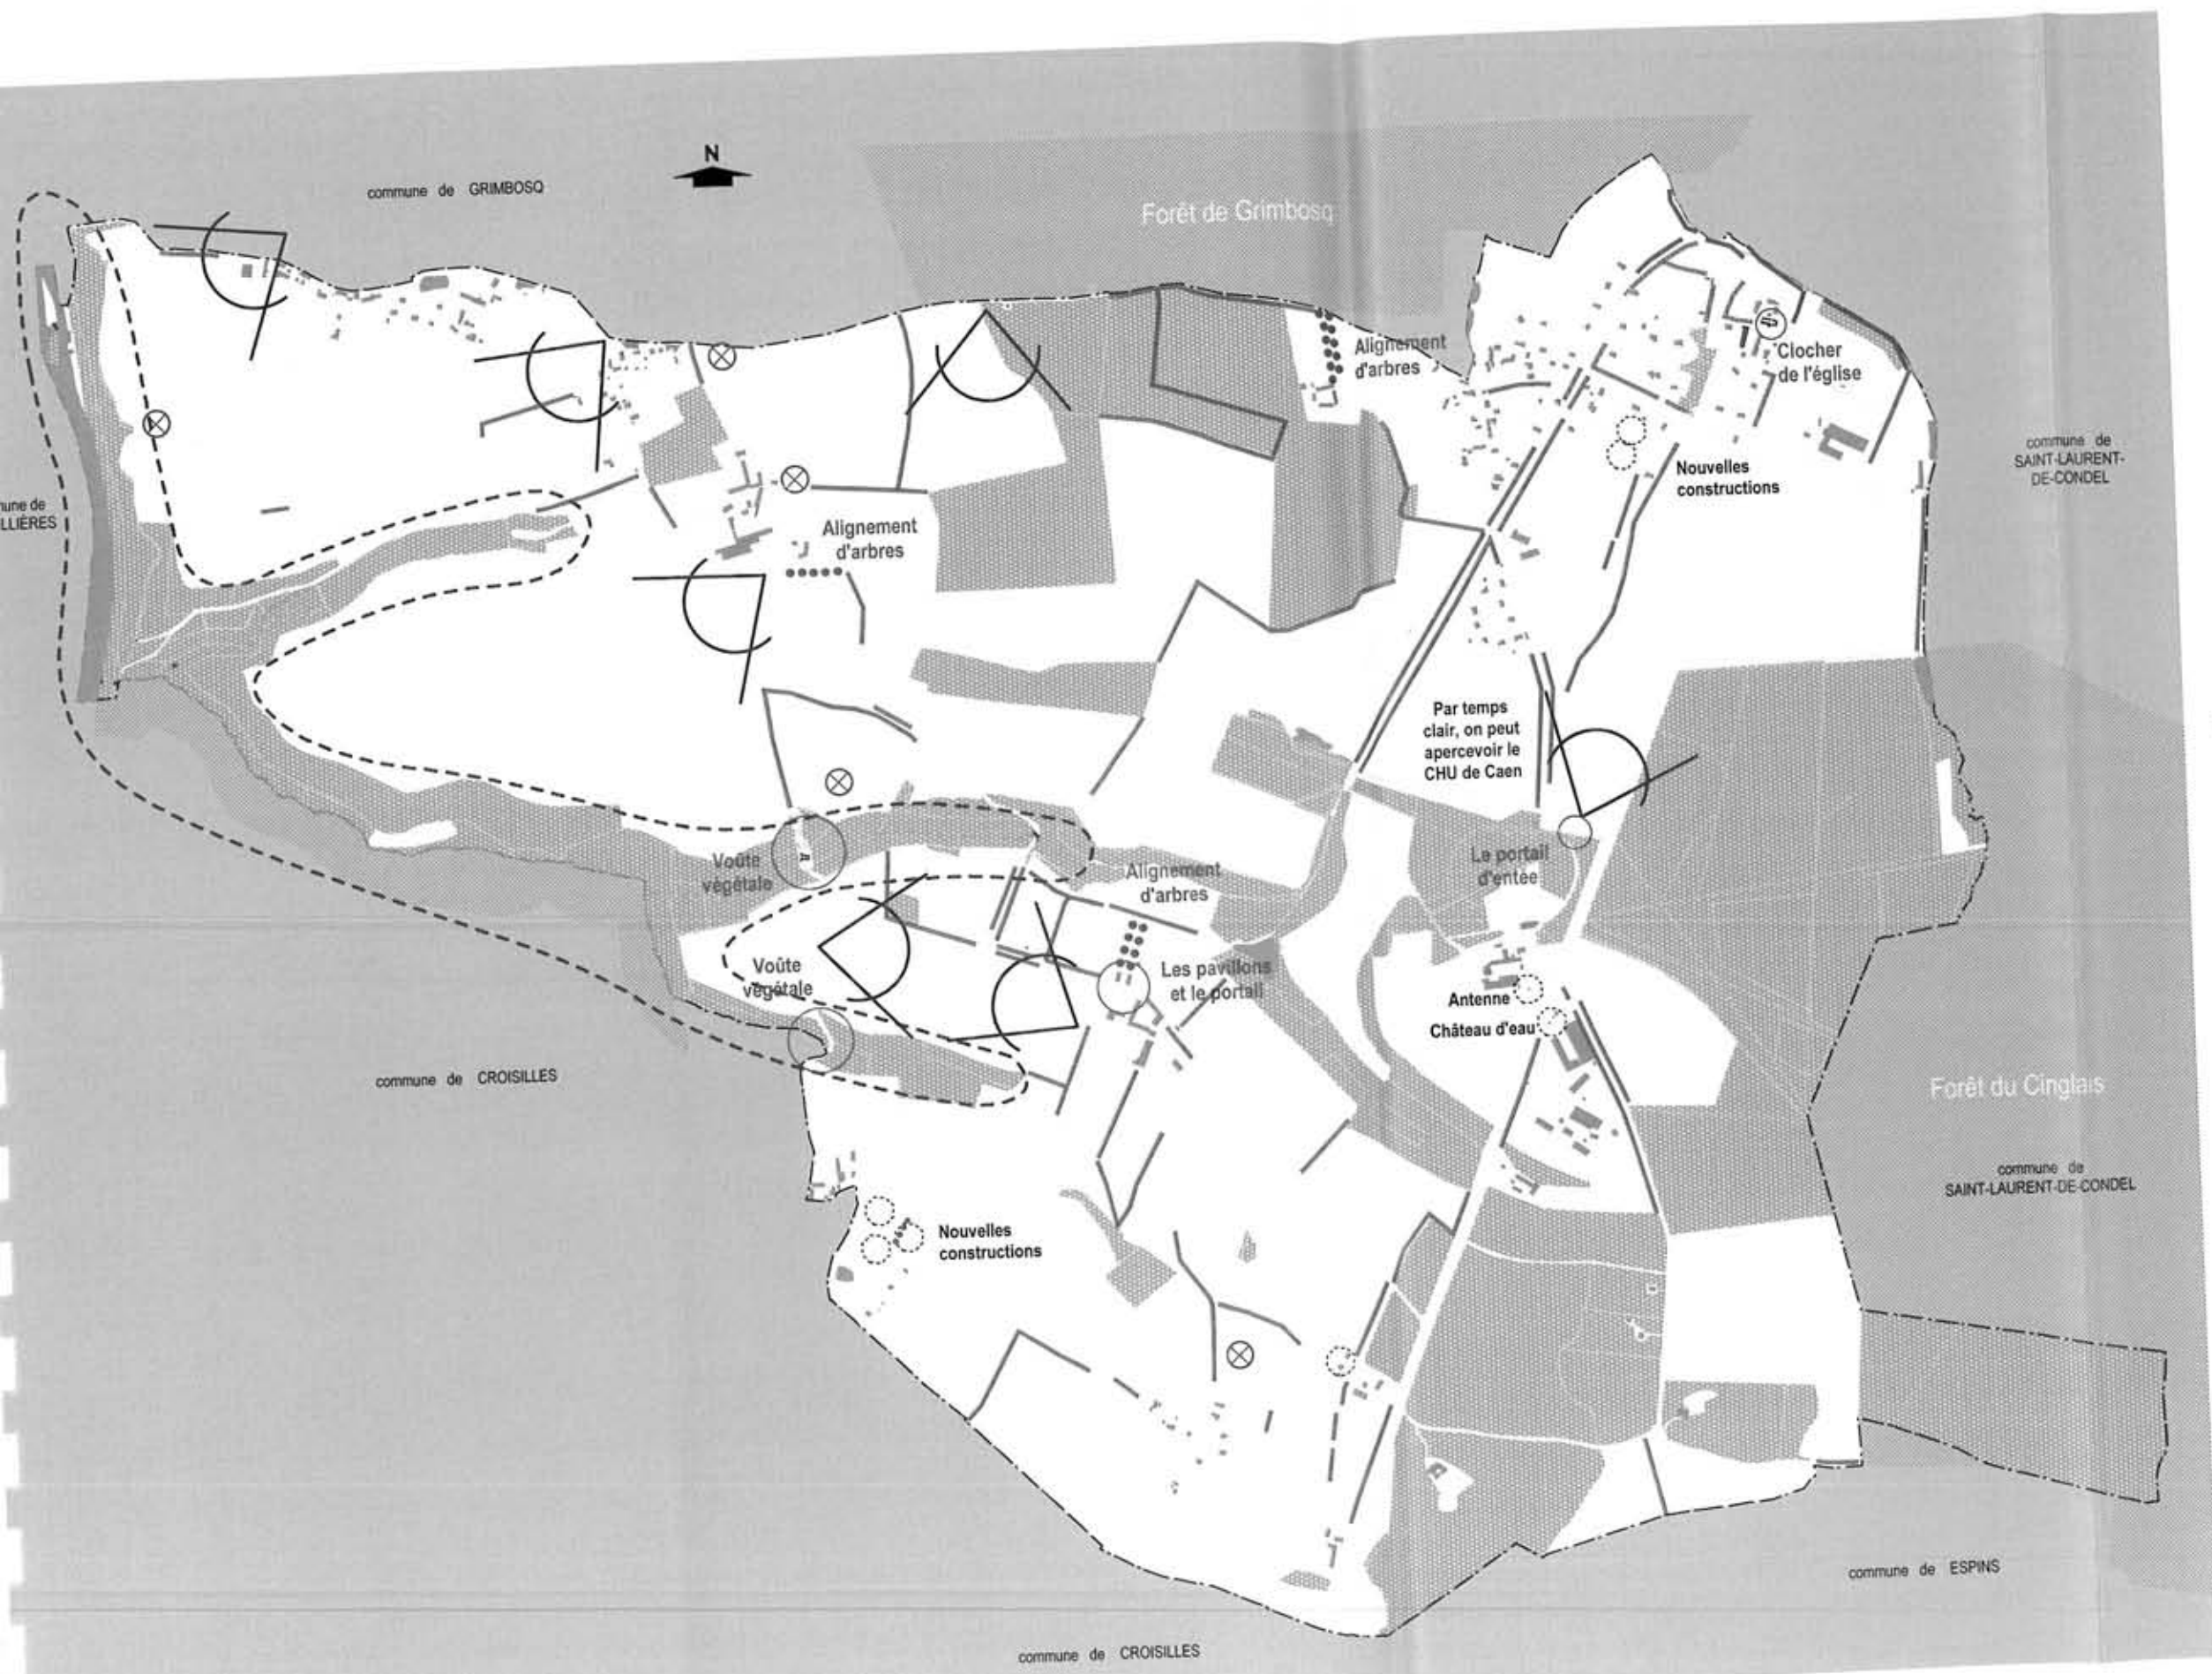 N
commune de GRIMBOSQ
Forêt de Grimbosq
Alignement
d'arbres
Clocher
de l'église
commune de
SAINT-LAURENT-
DE-CONDEL
Nouvelles
constructions
LLIÈRES
Alignement
d'arbres
Par temps
clair, on peut
apercevoir le
CHU de Caen
Voûte
végétale
Alignement
d'arbres
Le portail
d'entée
Voûte
végétale
Les pavillons
et le portail
Antenne
Château d'eau
commune de CROISILLES
Forêt du Cinglais
commune de
SAINT-LAURENT-DE-CONDEL
Nouvelles
constructions
commune de ESPINS
commune de CROISILLES